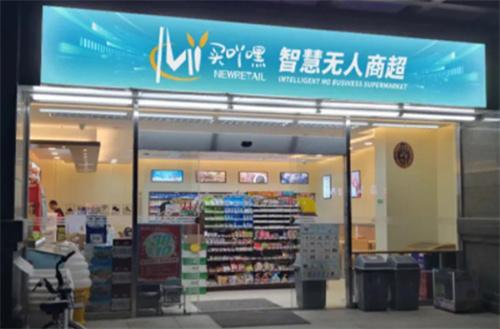 买吖嘿
NEWRETAIL
智慧无人商超
INTELLIGENT NO BUSINESS SUPERMARKET